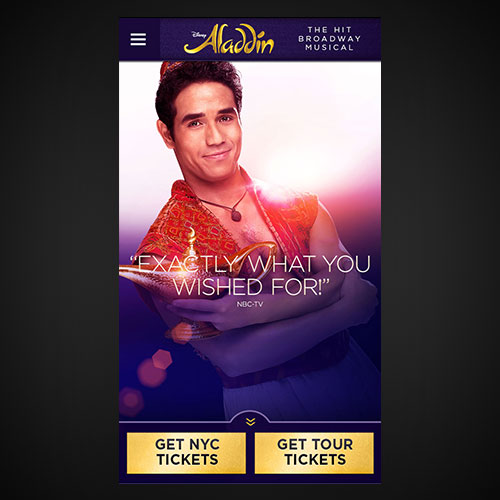 Disney
Aladdin
THE HIT
BROADWAY
MUSICAL
“EXACTLY WHAT YOU
WISHED FOR!”
NBC-TV
GET NYC
TICKETS
GET TOUR
TICKETS